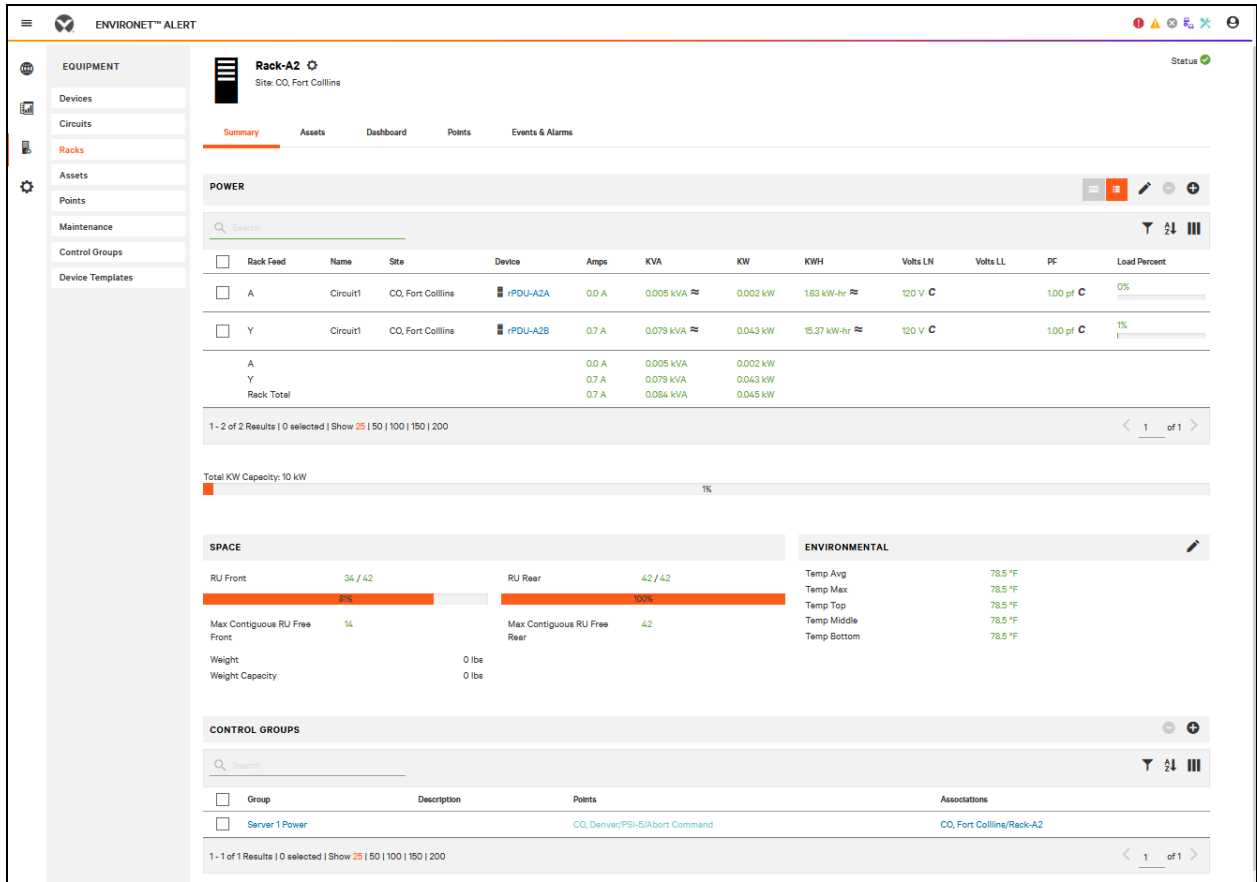 ENVIRONET™ ALERT
EQUIPMENT
Devices
Circuits
Racks
Assets
Points
Maintenance
Control Groups
Device Templates
Rack-A2
Site: CO, Fort Colllins
Status
Summary Assets Dashboard Points Events & Alarms
POWER
Search
Rack Feed Name Site Device Amps KVA KW KWH Volts LN Volts LL PF Load Percent
A Circuit1 CO, Fort Colllins rPDU-A2A 0.0 A 0.005 kVA ≈ 0.002 kW 1.63 kW-hr ≈ 120 V C 1.00 pf C 0%
Y Circuit1 CO, Fort Colllins rPDU-A2B 0.7 A 0.079 kVA ≈ 0.043 kW 15.37 kW-hr ≈ 120 V C 1.00 pf C 1%
A 0.0 A 0.005 kVA 0.002 kW
Y 0.7 A 0.079 kVA 0.043 kW
Rack Total 0.7 A 0.084 kVA 0.045 kW
1 - 2 of 2 Results | 0 selected | Show 25 | 50 | 100 | 150 | 200 1 of 1
Total KW Capacity: 10 kW
1%
SPACE
RU Front 34 / 42 RU Rear 42 / 42
81% 100%
Max Contiguous RU Free 14 Max Contiguous RU Free 42
Front Rear
Weight 0 lbs
Weight Capacity 0 lbs
ENVIRONMENTAL
Temp Avg 78.5 °F
Temp Max 78.5 °F
Temp Top 78.5 °F
Temp Middle 78.5 °F
Temp Bottom 78.5 °F
CONTROL GROUPS
Search
Group Description Points Associations
Server 1 Power CO, Denver/PSi-5/Abort Command CO, Fort Colllins/Rack-A2
1 - 1 of 1 Results | 0 selected | Show 25 | 50 | 100 | 150 | 200 1 of 1